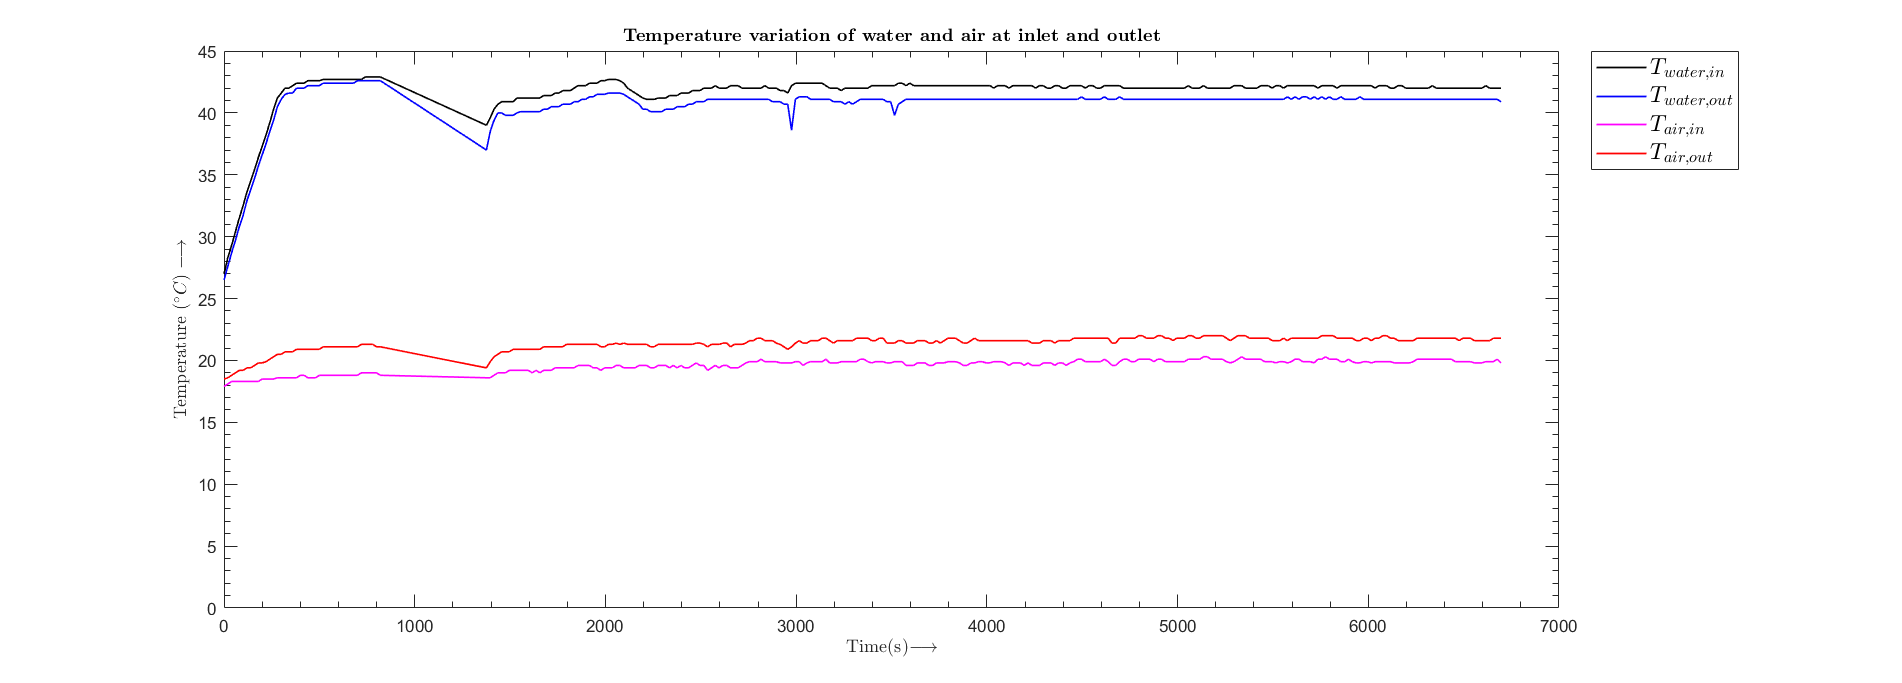 Temperature variation of water and air at inlet and outlet
45
40
35
30
25
20
15
10
5
0
Temperature (°C) ⟶
0 1000 2000 3000 4000 5000 6000 7000
Time(s)⟶
T_water,in
T_water,out
T_air,in
T_air,out